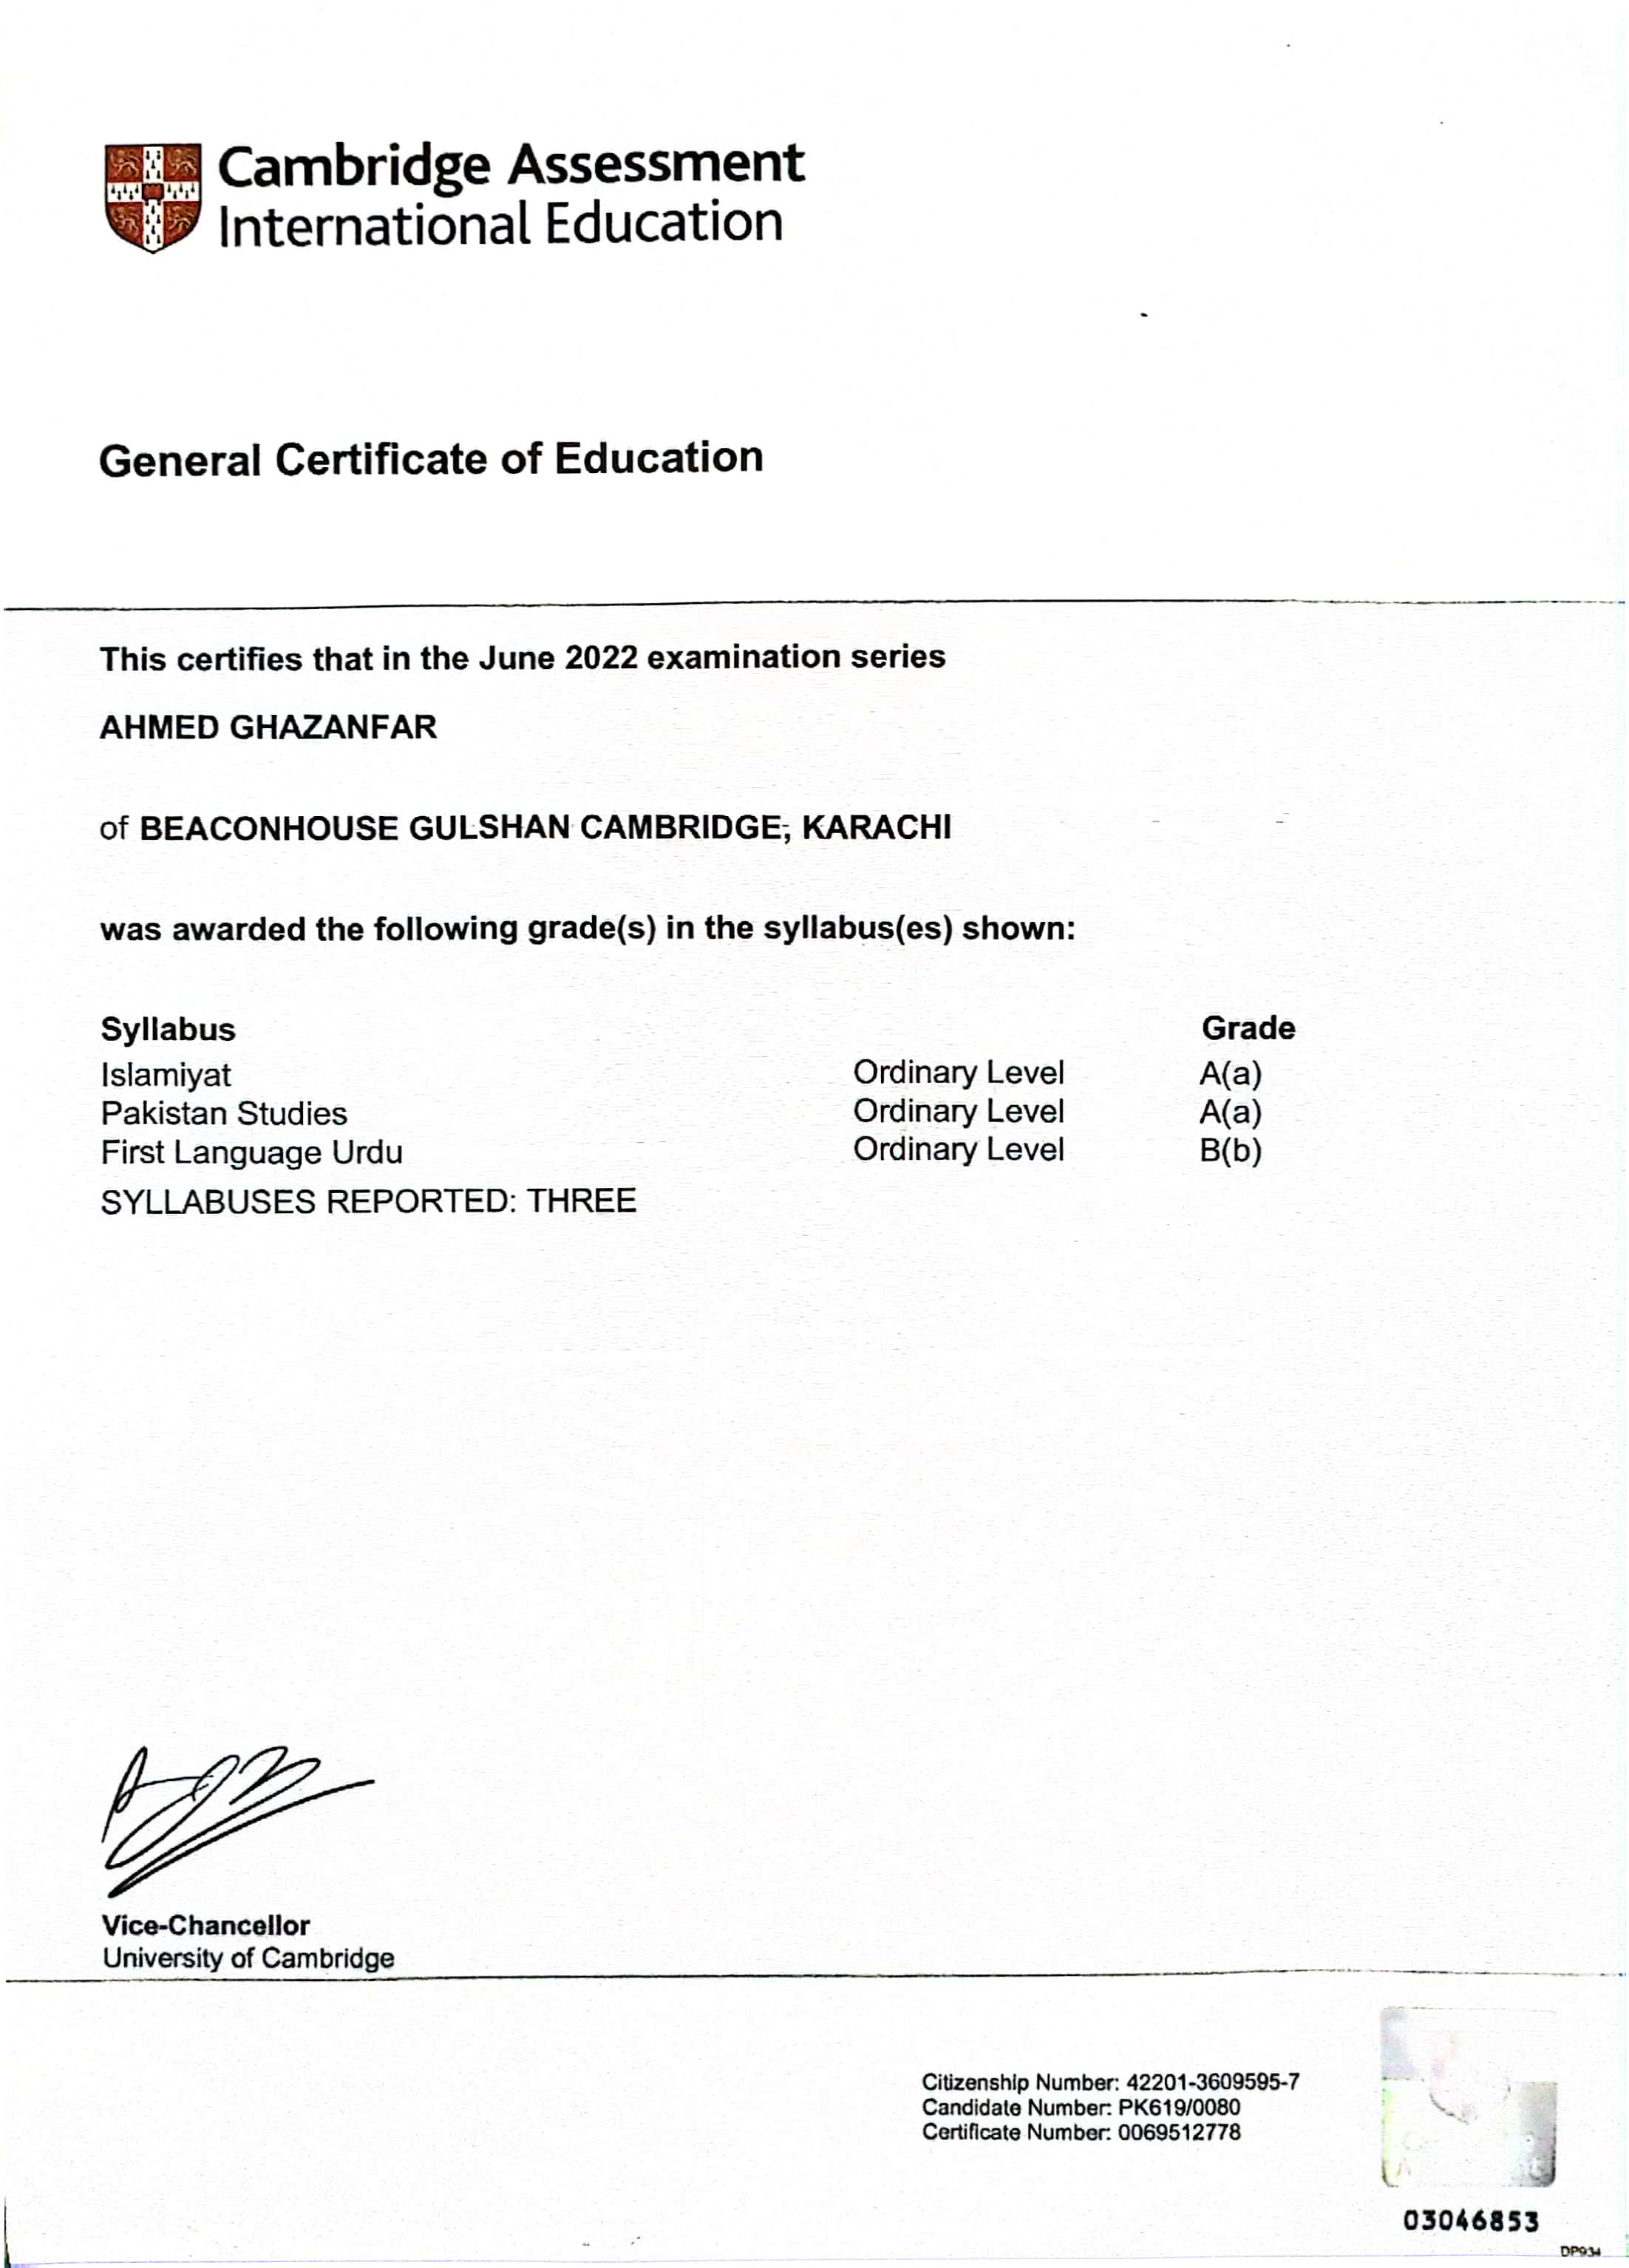 Cambridge Assessment
International Education
General Certificate of Education
This certifies that in the June 2022 examination series
AHMED GHAZANFAR
of BEACONHOUSE GULSHAN CAMBRIDGE, KARACHI
was awarded the following grade(s) in the syllabus(es) shown:
Syllabus Grade
Islamiyat Ordinary Level A(a)
Pakistan Studies Ordinary Level A(a)
First Language Urdu Ordinary Level B(b)
SYLLABUSES REPORTED: THREE
Vice-Chancellor
University of Cambridge
Citizenship Number: 42201-3609595-7
Candidate Number: PK619/0080
Certificate Number: 0069512778
03046853
DP934